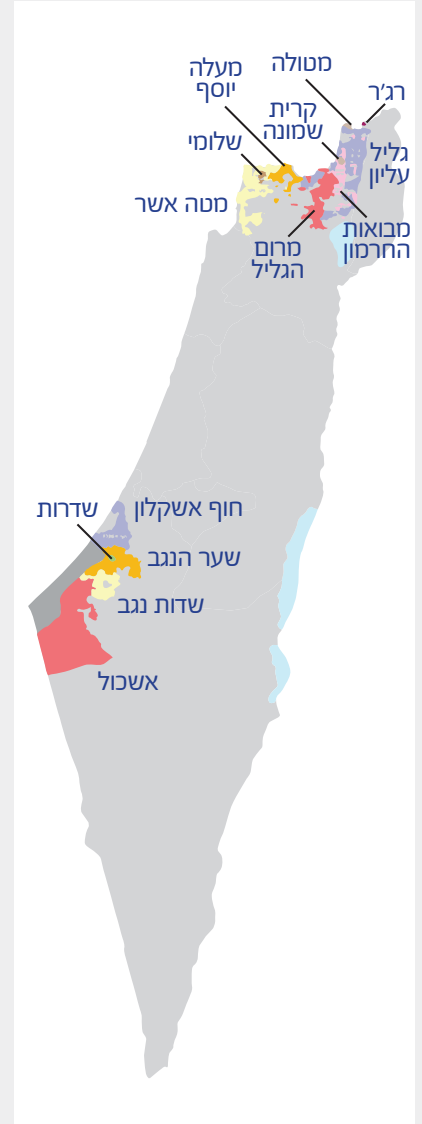 מטולה
מעלה
יוסף
רג'ר
קרית
שמונה
שלומי
גליל
עליון
מטה אשר
מבואות
החרמון
מרום
הגליל
חוף אשקלון
שדרות
שער הנגב
שדות נגב
אשכול